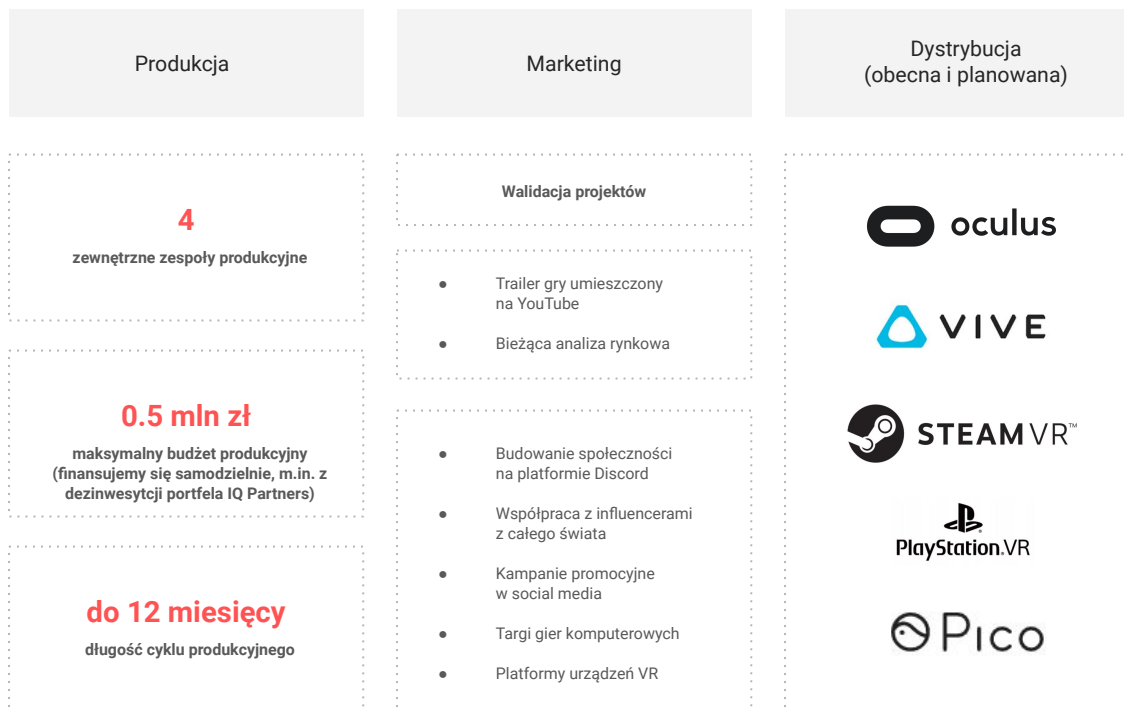 Produkcja
4
zewnętrzne zespoły produkcyjne
0.5 mln zł
maksymalny budżet produkcyjny
(finansujemy się samodzielnie, m.in. z
dezinwesytcji portfela IQ Partners)
do 12 miesięcy
długość cyklu produkcyjnego
Marketing
Walidacja projektów
● Trailer gry umieszczony
na YouTube
● Bieżąca analiza rynkowa
● Budowanie społeczności
na platformie Discord
● Współpraca z influencerami
z całego świata
● Kampanie promocyjne
w social media
● Targi gier komputerowych
● Platformy urządzeń VR
Dystrybucja
(obecna i planowana)
oculus
VIVE
STEAMVR™
PlayStation.VR
Pico